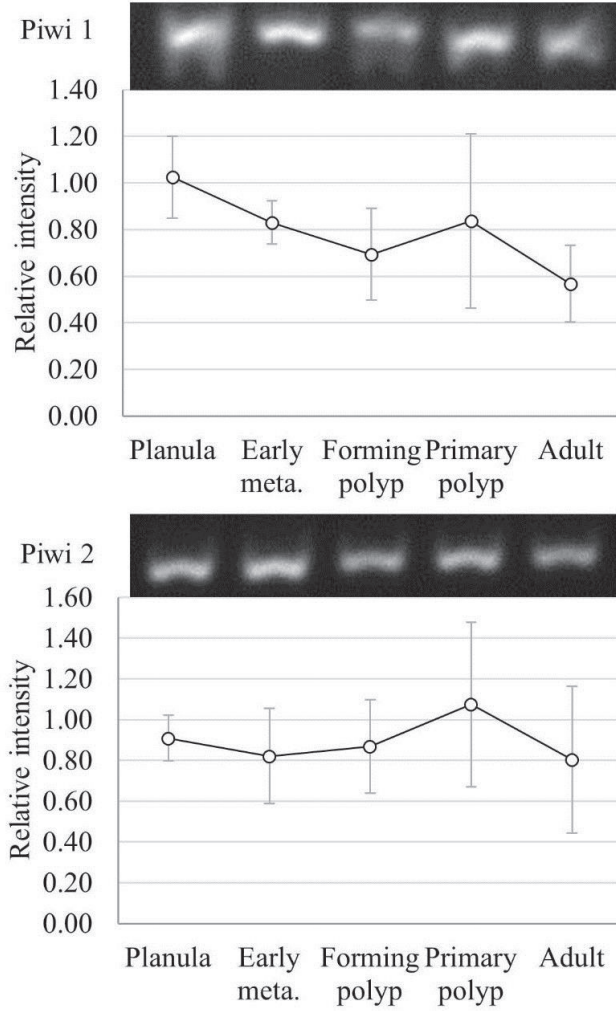 Piwi 1
1.40
1.20
1.00
0.80
0.60
0.40
0.20
0.00
Relative intensity
Planula Early meta. Forming polyp Primary polyp Adult
Piwi 2
1.60
1.40
1.20
1.00
0.80
0.60
0.40
0.20
0.00
Relative intensity
Planula Early meta. Forming polyp Primary polyp Adult